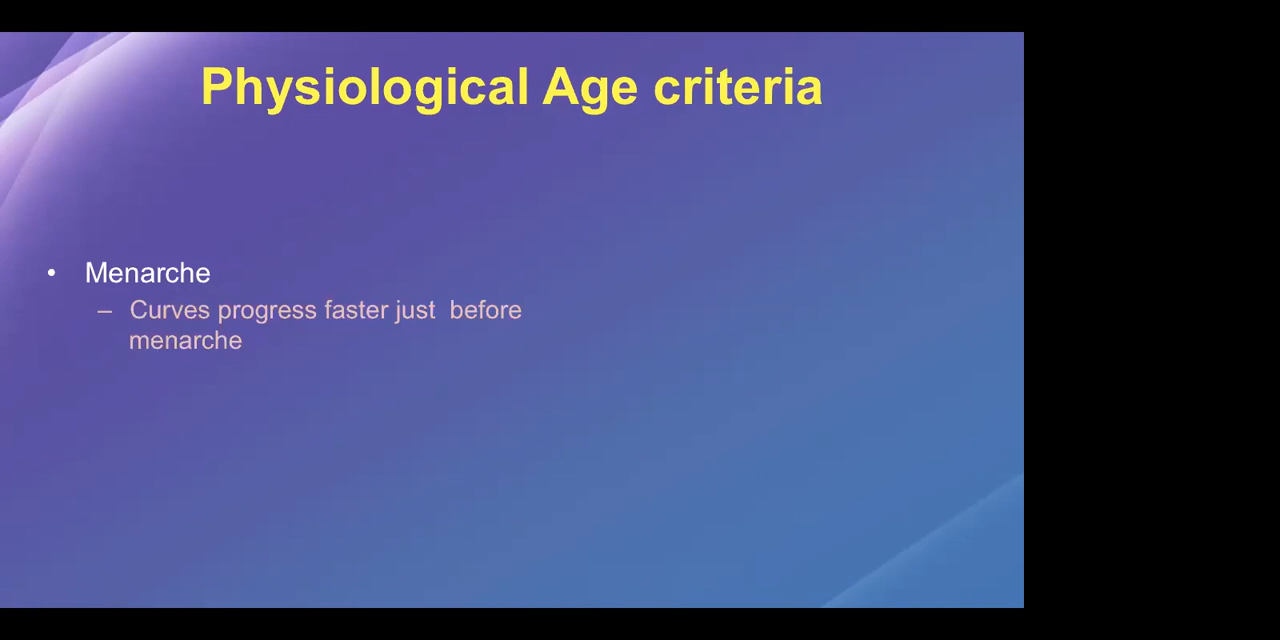 Physiological Age criteria
• Menarche
– Curves progress faster just  before
menarche